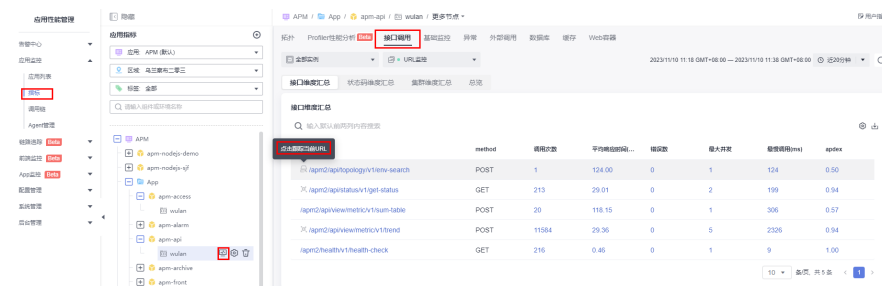 应用性能管理
隐藏
APM / App / apm-api / wulan / 更多节点
应用指标
拓扑 Profiler性能分析 Beta 接口调用 基础监控 异常 外部调用 数据库 缓存 Web容器
告警中心
应用监控
应用列表
指标
调用链
Agent管理
链路追踪 Beta
前端监控 Beta
App监控 Beta
配置管理
系统管理
后台管理
应用: APM (默认)
区域: 乌兰察布二零三
标签: 全部
请输入组件或环境名称
APM
apm-nodejs-demo
apm-nodejs-sjf
App
apm-access
wulan
apm-alarm
apm-api
wulan
apm-archive
apm-front
全部实例
URL监控
2023/11/10 11:18 GMT+08:00 — 2023/11/10 11:38 GMT+08:00 近20分钟
接口维度汇总 状态码维度汇总 集群维度汇总 总览
接口维度汇总
输入默认前两列内容搜索
点击跟踪当前URL
method 调用次数 平均响应时间(... 错误数 最大并发 最慢调用(ms) apdex
/apm2/api/topology/v1/env-search POST 1 124.00 0 1 124 0.50
/apm2/api/status/v1/get-status GET 213 29.01 0 2 199 0.94
/apm2/api/view/metric/v1/sum-table POST 20 118.15 0 1 306 0.57
/apm2/api/view/metric/v1/trend POST 11584 29.36 0 5 2326 0.94
/apm2/health/v1/health-check GET 216 0.46 0 1 9 1.00
10 条/页, 共 5 条 < 1 >